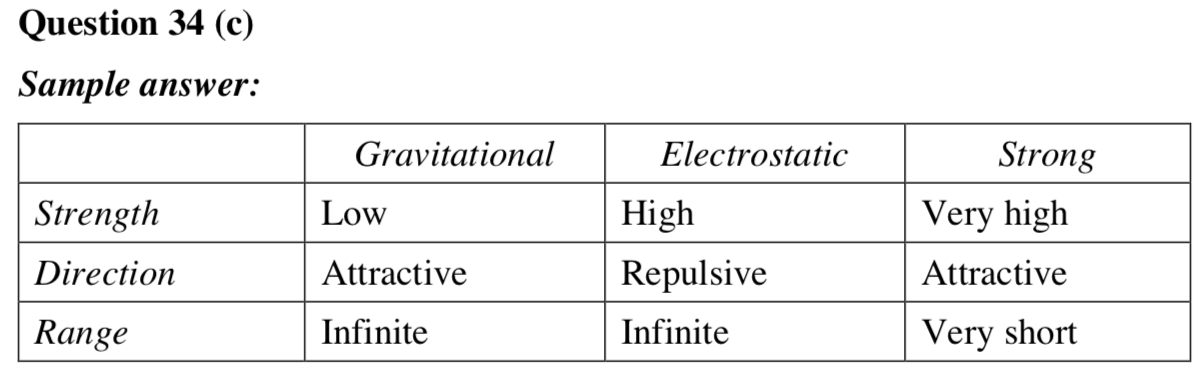 Question 34 (c)
Sample answer:
Gravitational Electrostatic Strong
Strength Low High Very high
Direction Attractive Repulsive Attractive
Range Infinite Infinite Very short